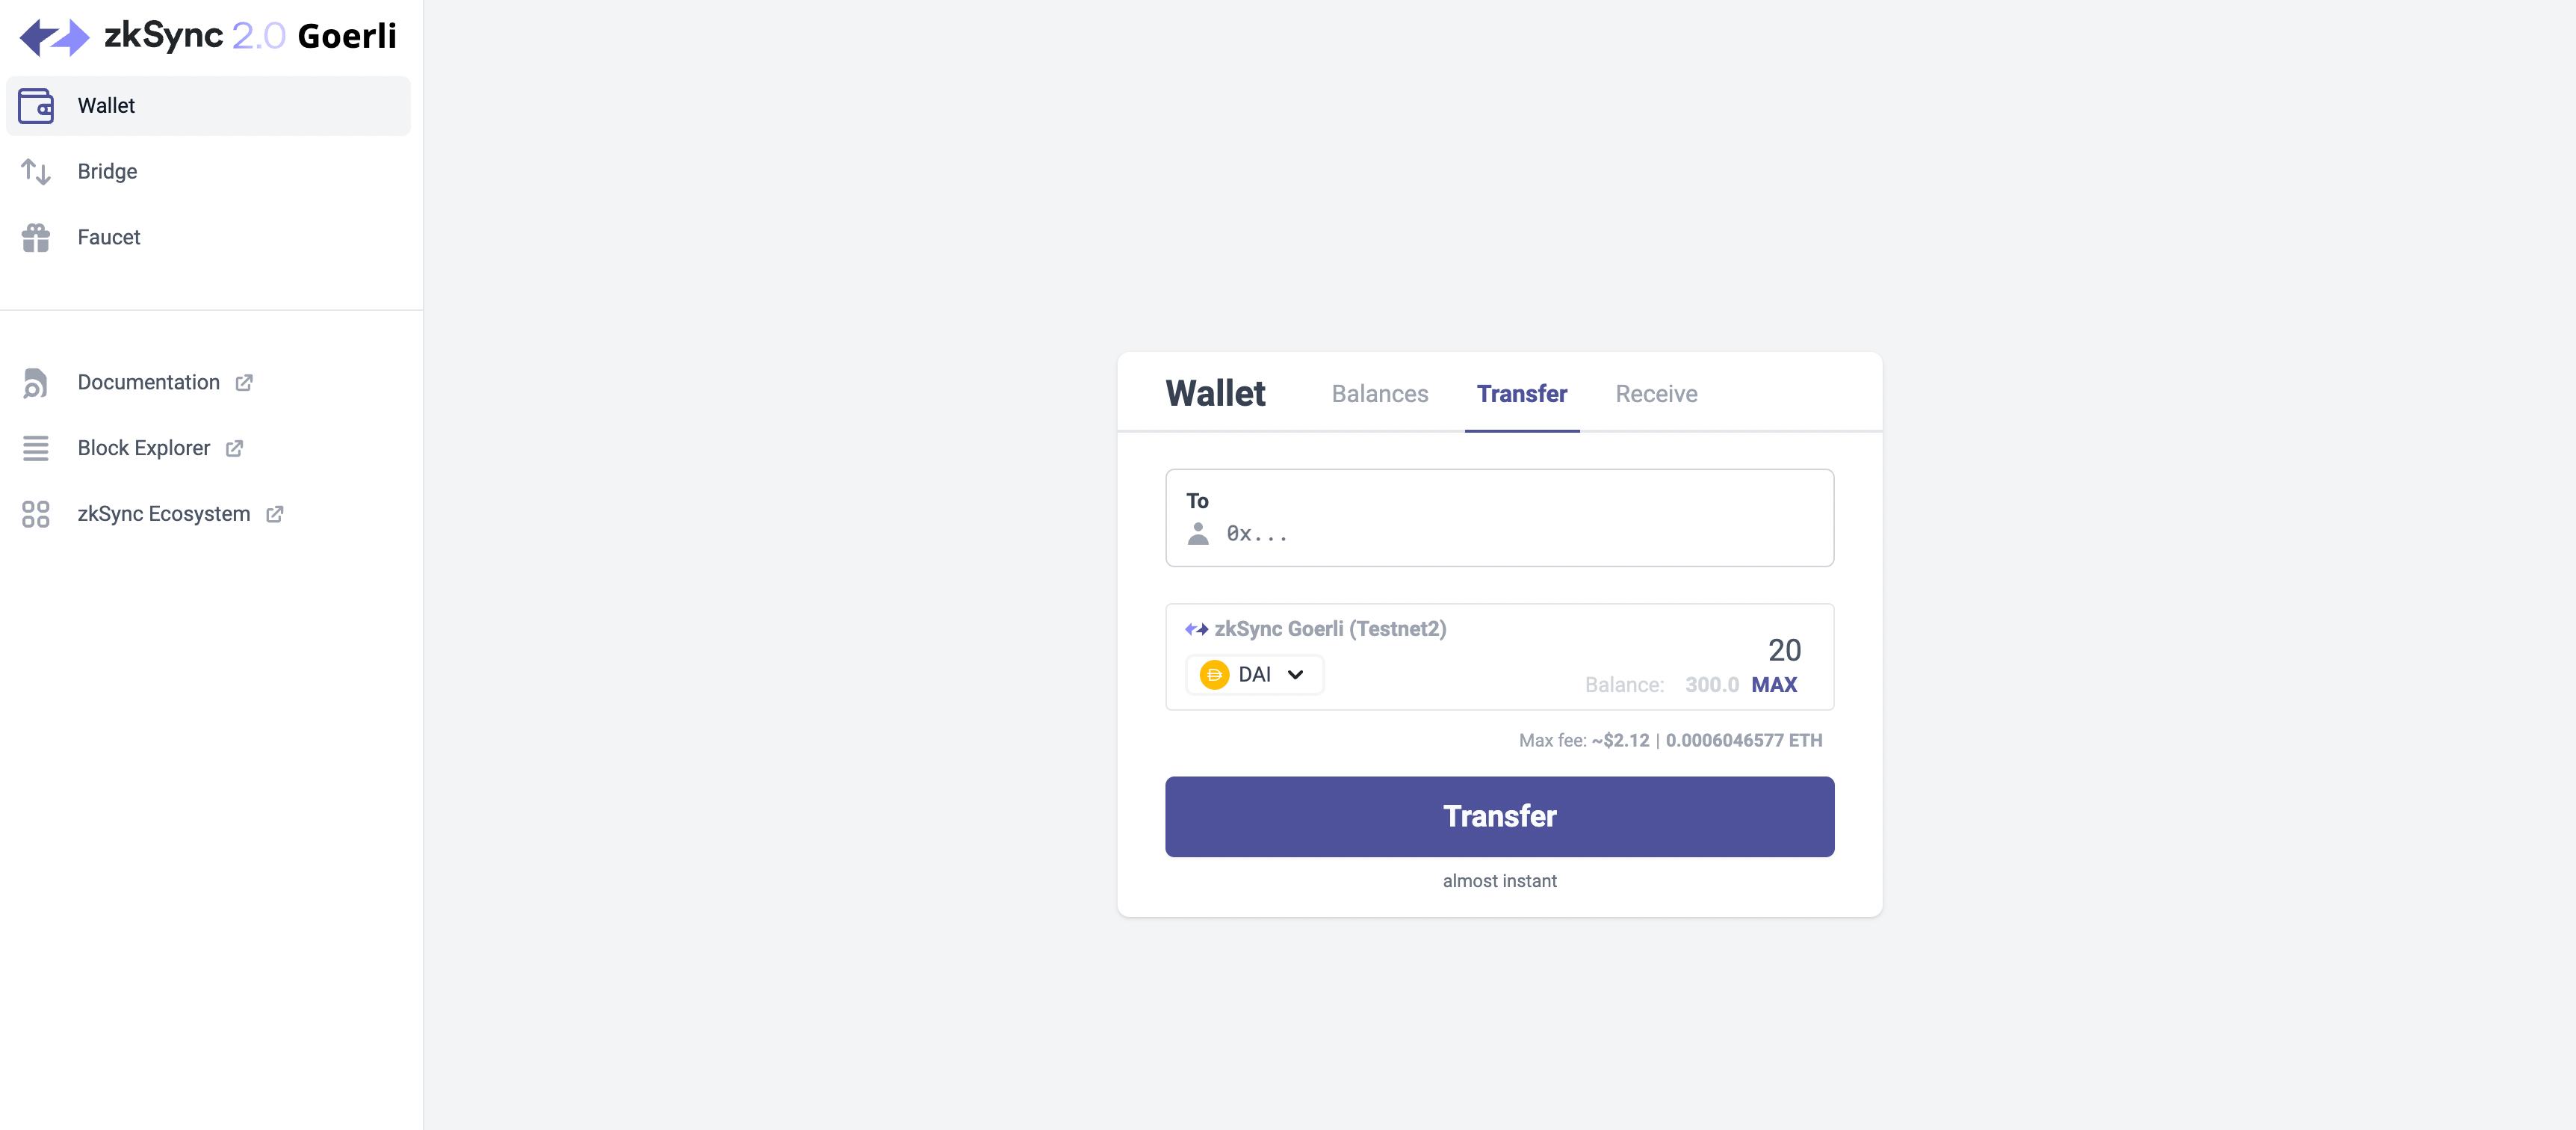 zkSync 2.0 Goerli
Wallet
Bridge
Faucet
Documentation
Block Explorer
zkSync Ecosystem
Wallet Balances Transfer Receive
To
0x...
zkSync Goerli (Testnet2)
20
DAI
Balance: 300.0 MAX
Max fee: ~$2.12 | 0.0006046577 ETH
Transfer
almost instant